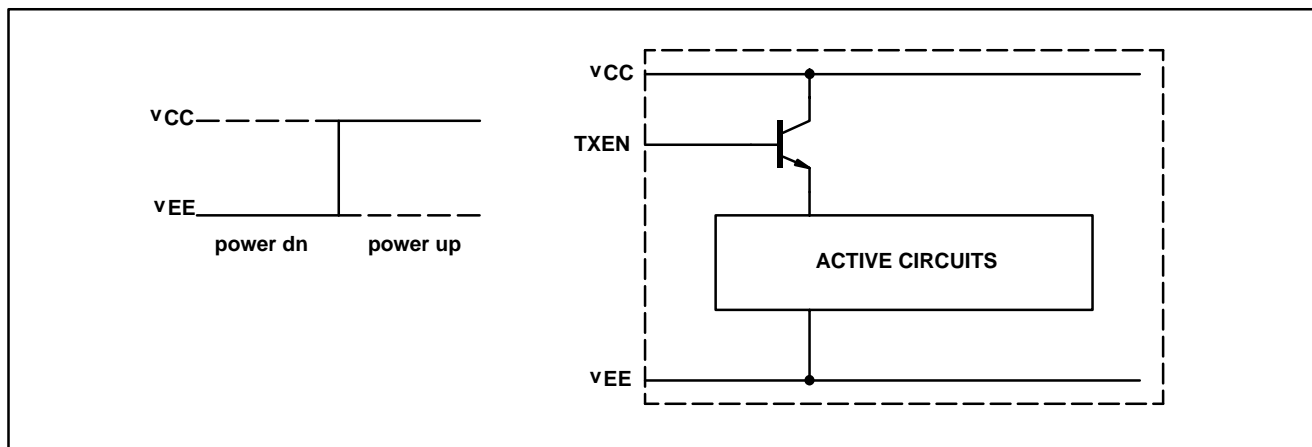 vCC
vEE
power dn power up
vCC
TXEN
ACTIVE CIRCUITS
vEE